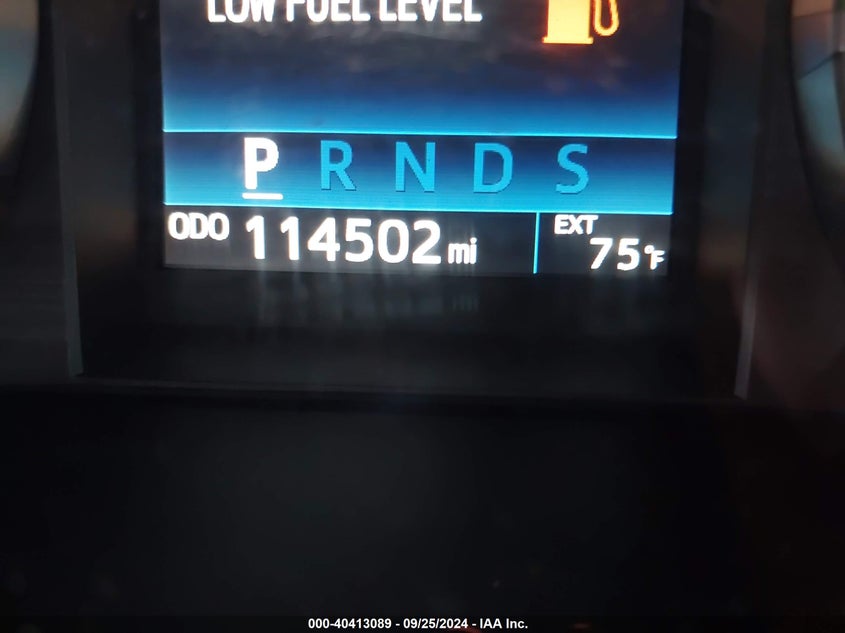 LOW FUEL LEVEL
P R N D S
ODO 114502 mi EXT 75°F
000-40413089 - 09/25/2024 - IAA Inc.